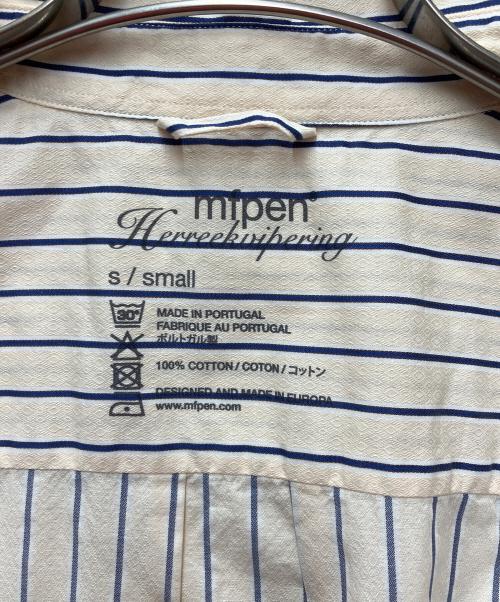 mfpen®
Herreekvipering
s / small
30°
MADE IN PORTUGAL
FABRIQUE AU PORTUGAL
ポルトガル製
100% COTTON / COTON / コットン
DESIGNED AND MADE IN EUROPA
www.mfpen.com